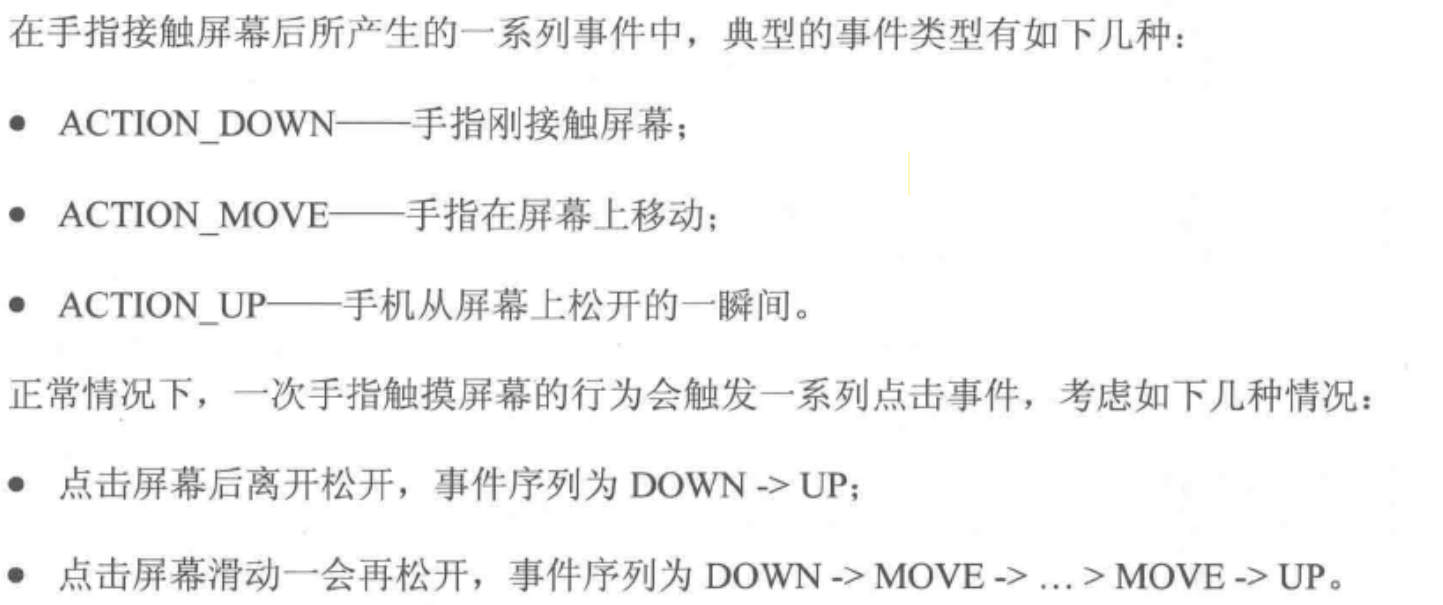 在手指接触屏幕后所产生的一系列事件中，典型的事件类型有如下几种：
● ACTION_DOWN——手指刚接触屏幕；
● ACTION_MOVE——手指在屏幕上移动；
● ACTION_UP——手机从屏幕上松开的一瞬间。
正常情况下，一次手指触摸屏幕的行为会触发一系列点击事件，考虑如下几种情况：
● 点击屏幕后离开松开，事件序列为 DOWN -> UP；
● 点击屏幕滑动一会再松开，事件序列为 DOWN -> MOVE -> … > MOVE -> UP。